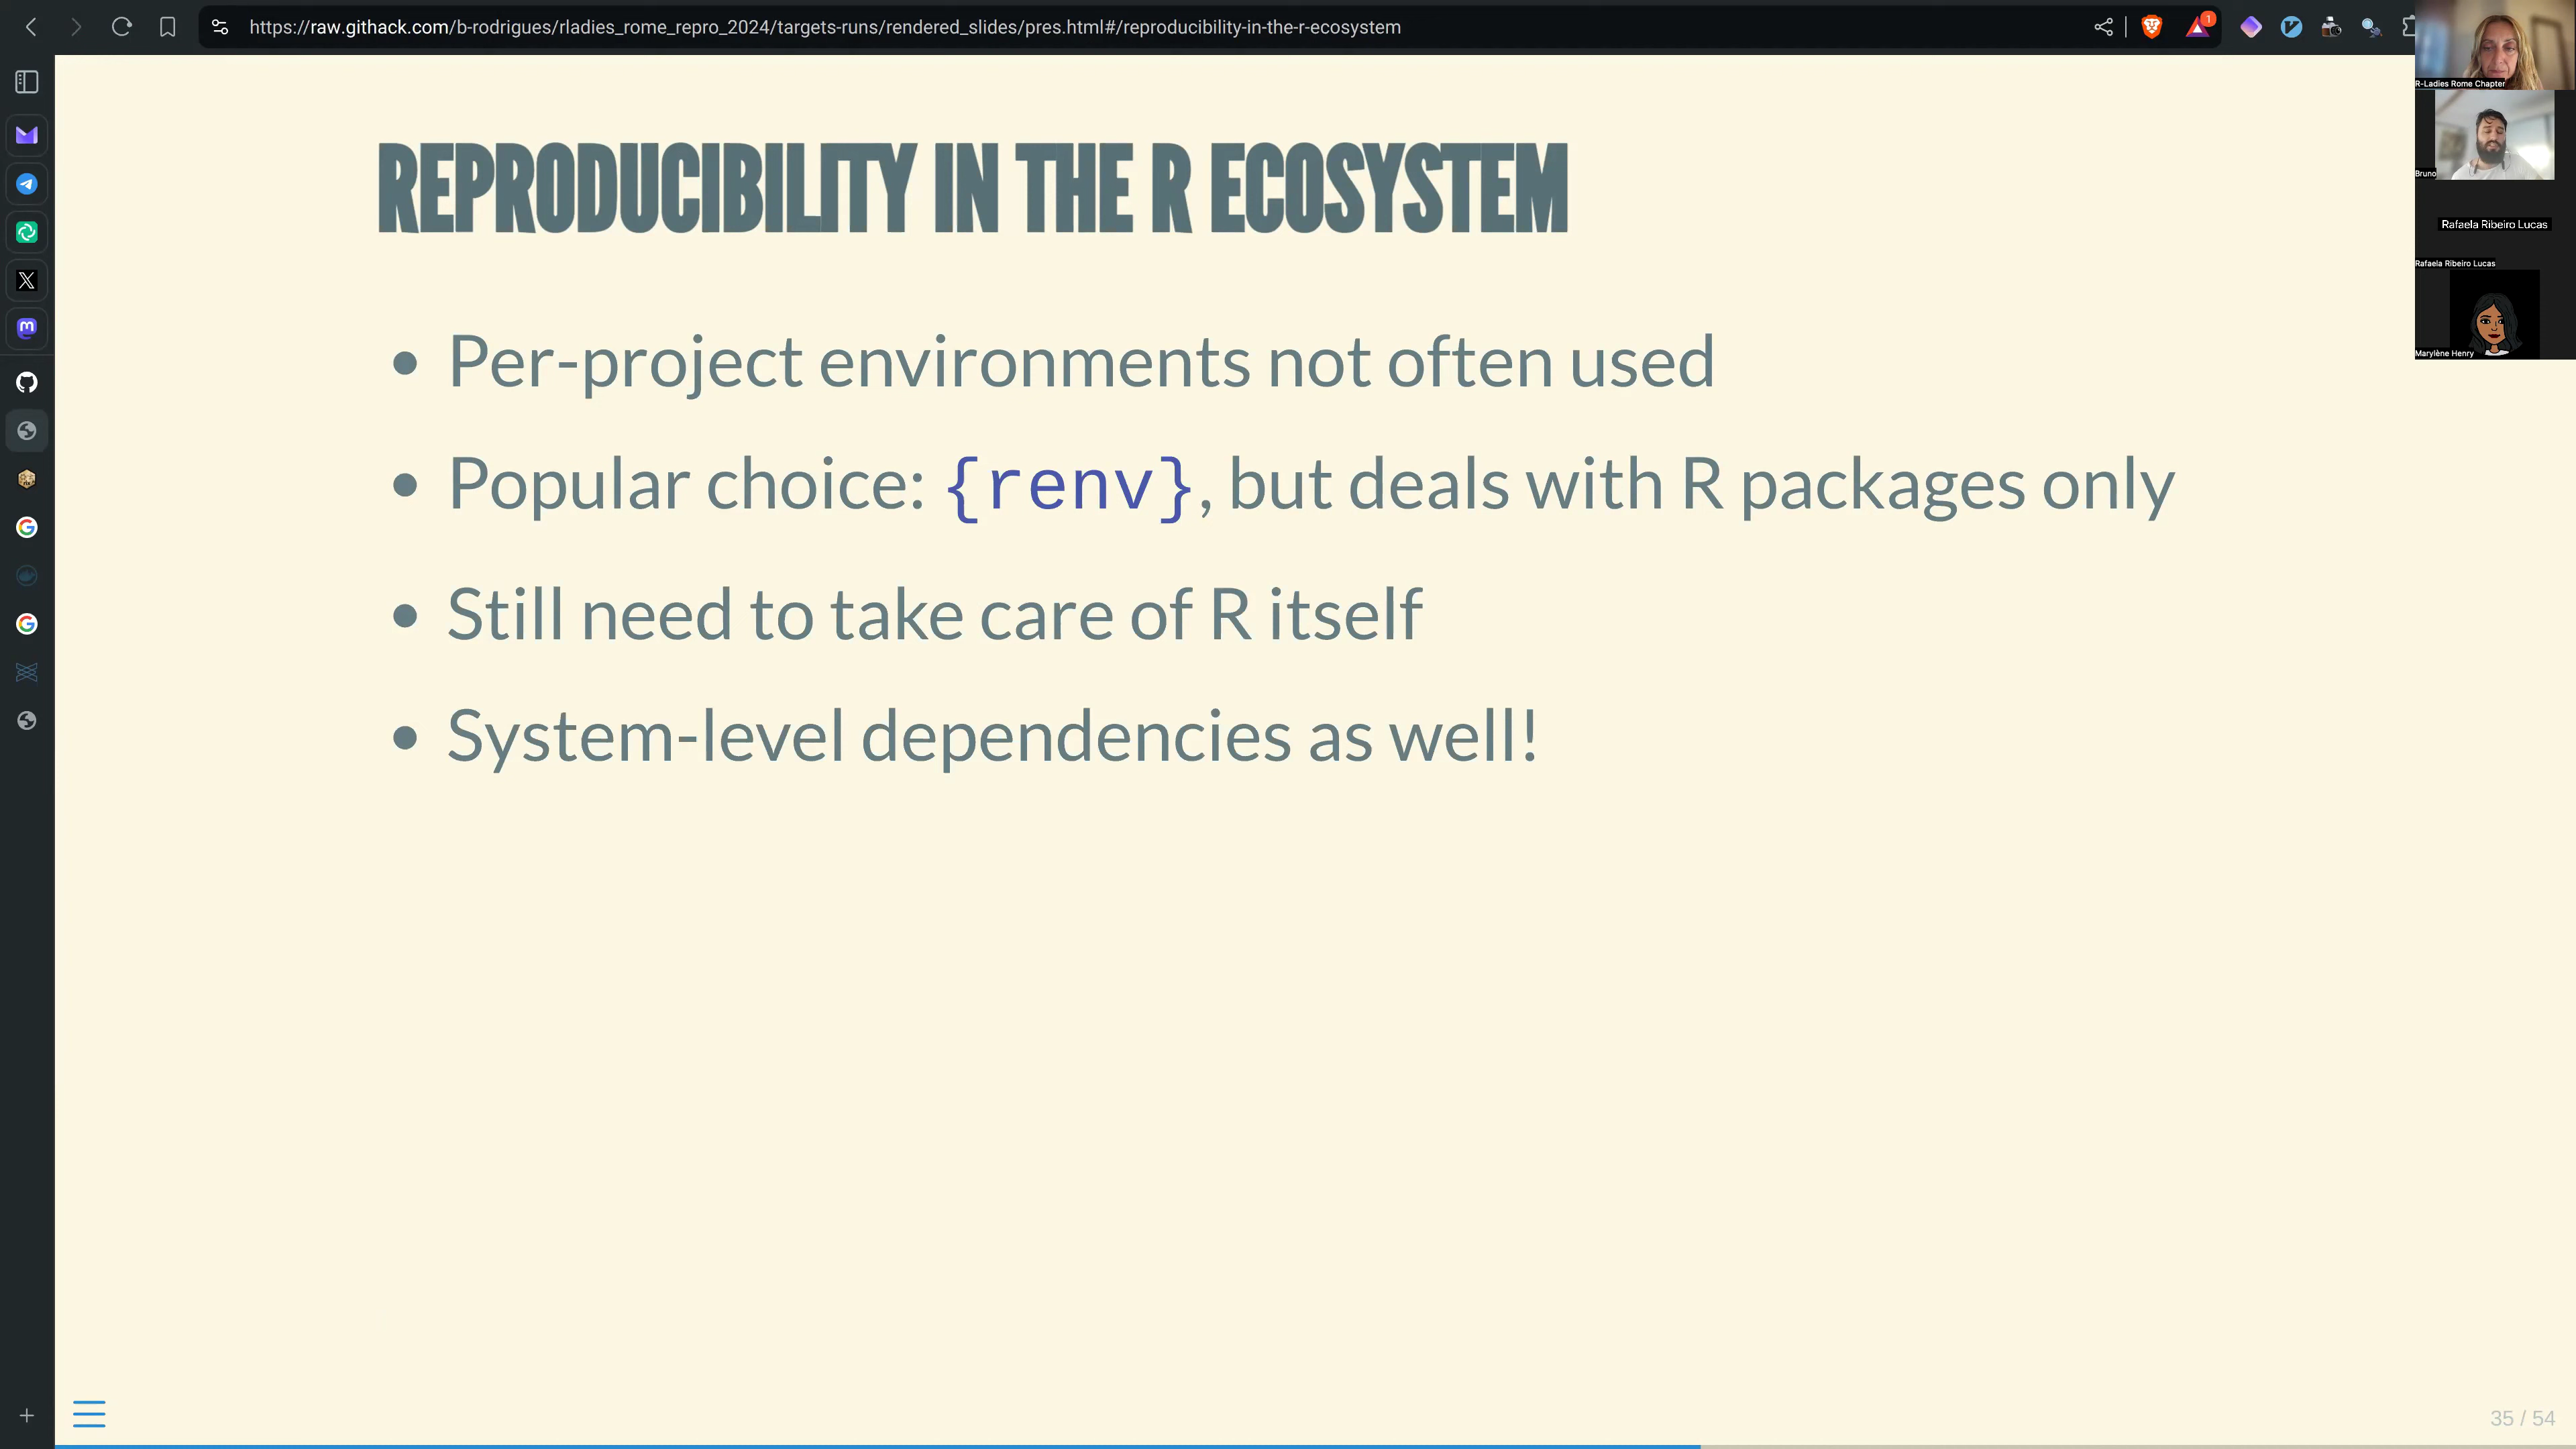 https://raw.githack.com/b-rodrigues/rladies_rome_repro_2024/targets-runs/rendered_slides/pres.html#/reproducibility-in-the-r-ecosystem
1
R-Ladies Rome Chapter
Bruno
Rafaela Ribeiro Lucas
Rafaela Ribeiro Lucas
Marylène Henry
REPRODUCIBILITY IN THE R ECOSYSTEM
• Per-project environments not often used
• Popular choice: {renv}, but deals with R packages only
• Still need to take care of R itself
• System-level dependencies as well!
35 / 54